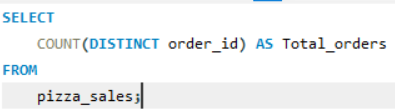 SELECT
COUNT(DISTINCT order_id) AS Total_orders
FROM
pizza_sales;